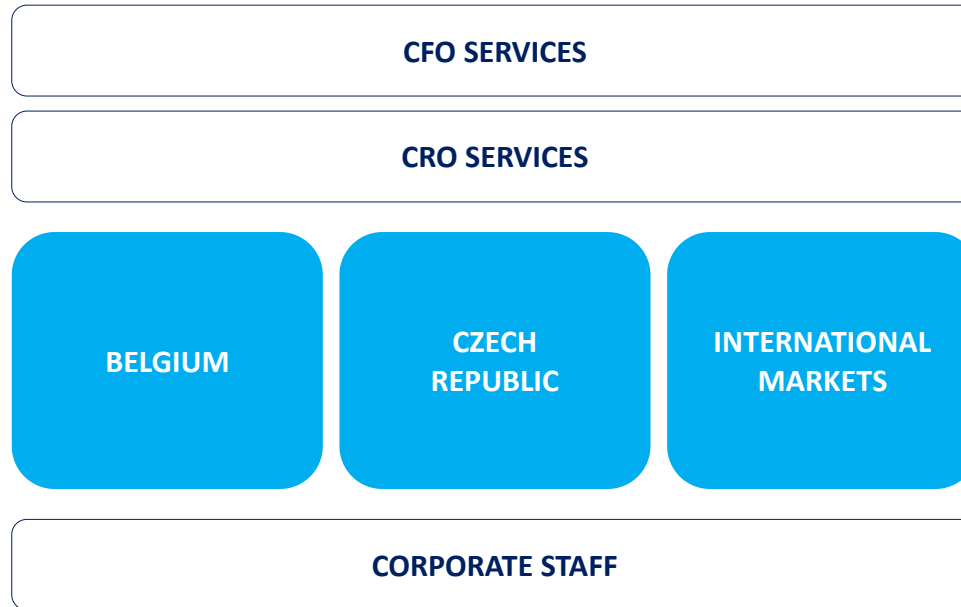 CFO SERVICES
CRO SERVICES
BELGIUM
CZECH
REPUBLIC
INTERNATIONAL
MARKETS
CORPORATE STAFF